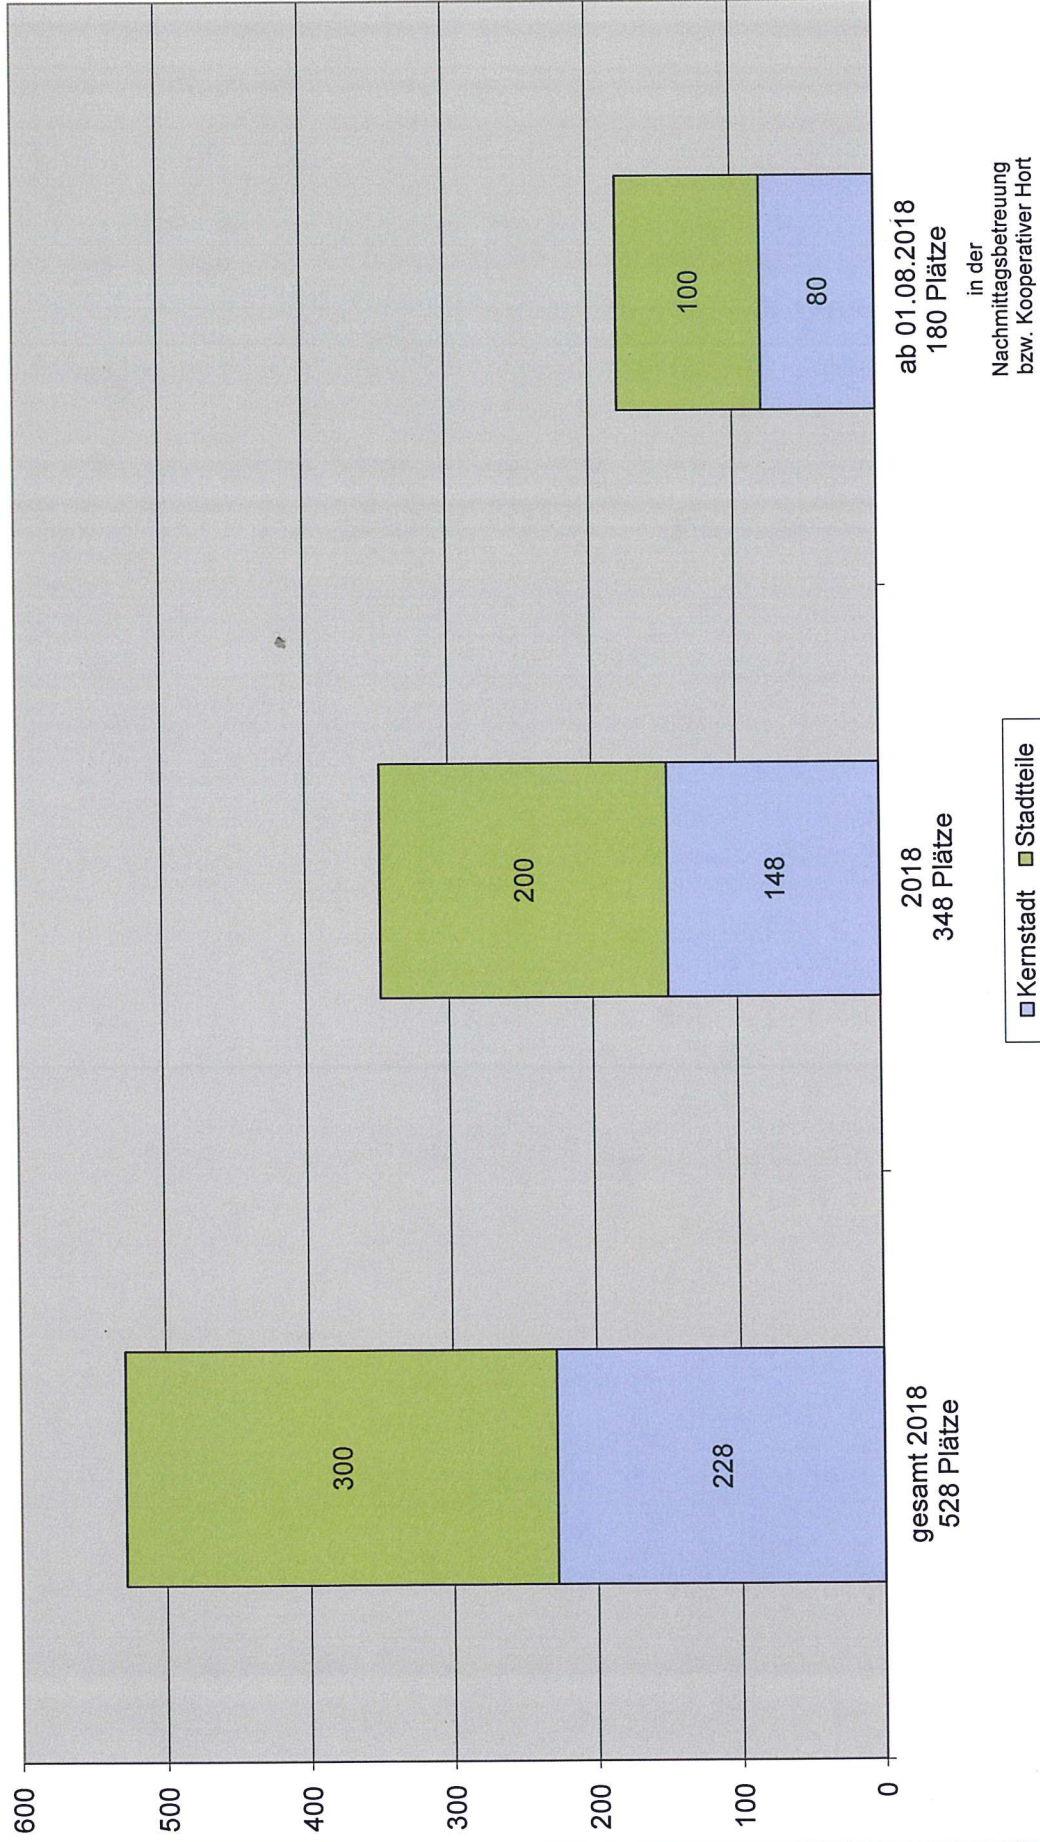 600
500
400
300
200
100
0
300
228
200
148
100
80
gesamt 2018
528 Plätze
2018
348 Plätze
ab 01.08.2018
180 Plätze
in der
Nachmittagsbetreuung
bzw. Kooperativer Hort
Kernstadt Stadtteile